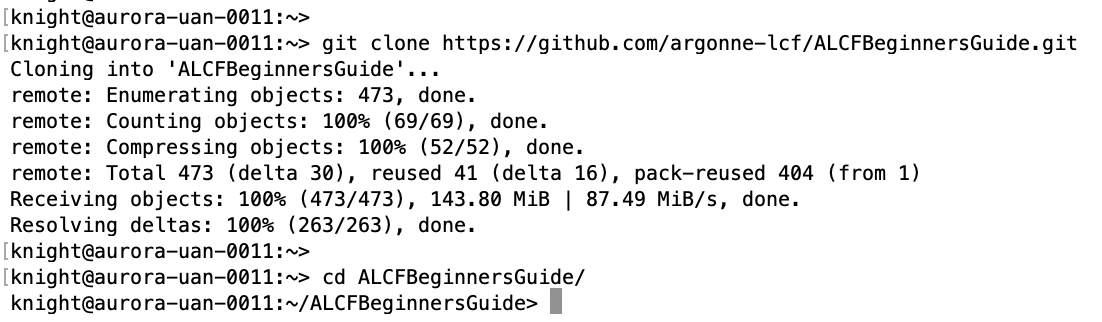 [knight@aurora-uan-0011:~>
[knight@aurora-uan-0011:~> git clone https://github.com/argonne-lcf/ALCFBeginnersGuide.git
Cloning into 'ALCFBeginnersGuide'...
remote: Enumerating objects: 473, done.
remote: Counting objects: 100% (69/69), done.
remote: Compressing objects: 100% (52/52), done.
remote: Total 473 (delta 30), reused 41 (delta 16), pack-reused 404 (from 1)
Receiving objects: 100% (473/473), 143.80 MiB | 87.49 MiB/s, done.
Resolving deltas: 100% (263/263), done.
[knight@aurora-uan-0011:~>
[knight@aurora-uan-0011:~> cd ALCFBeginnersGuide/
knight@aurora-uan-0011:~/ALCFBeginnersGuide>